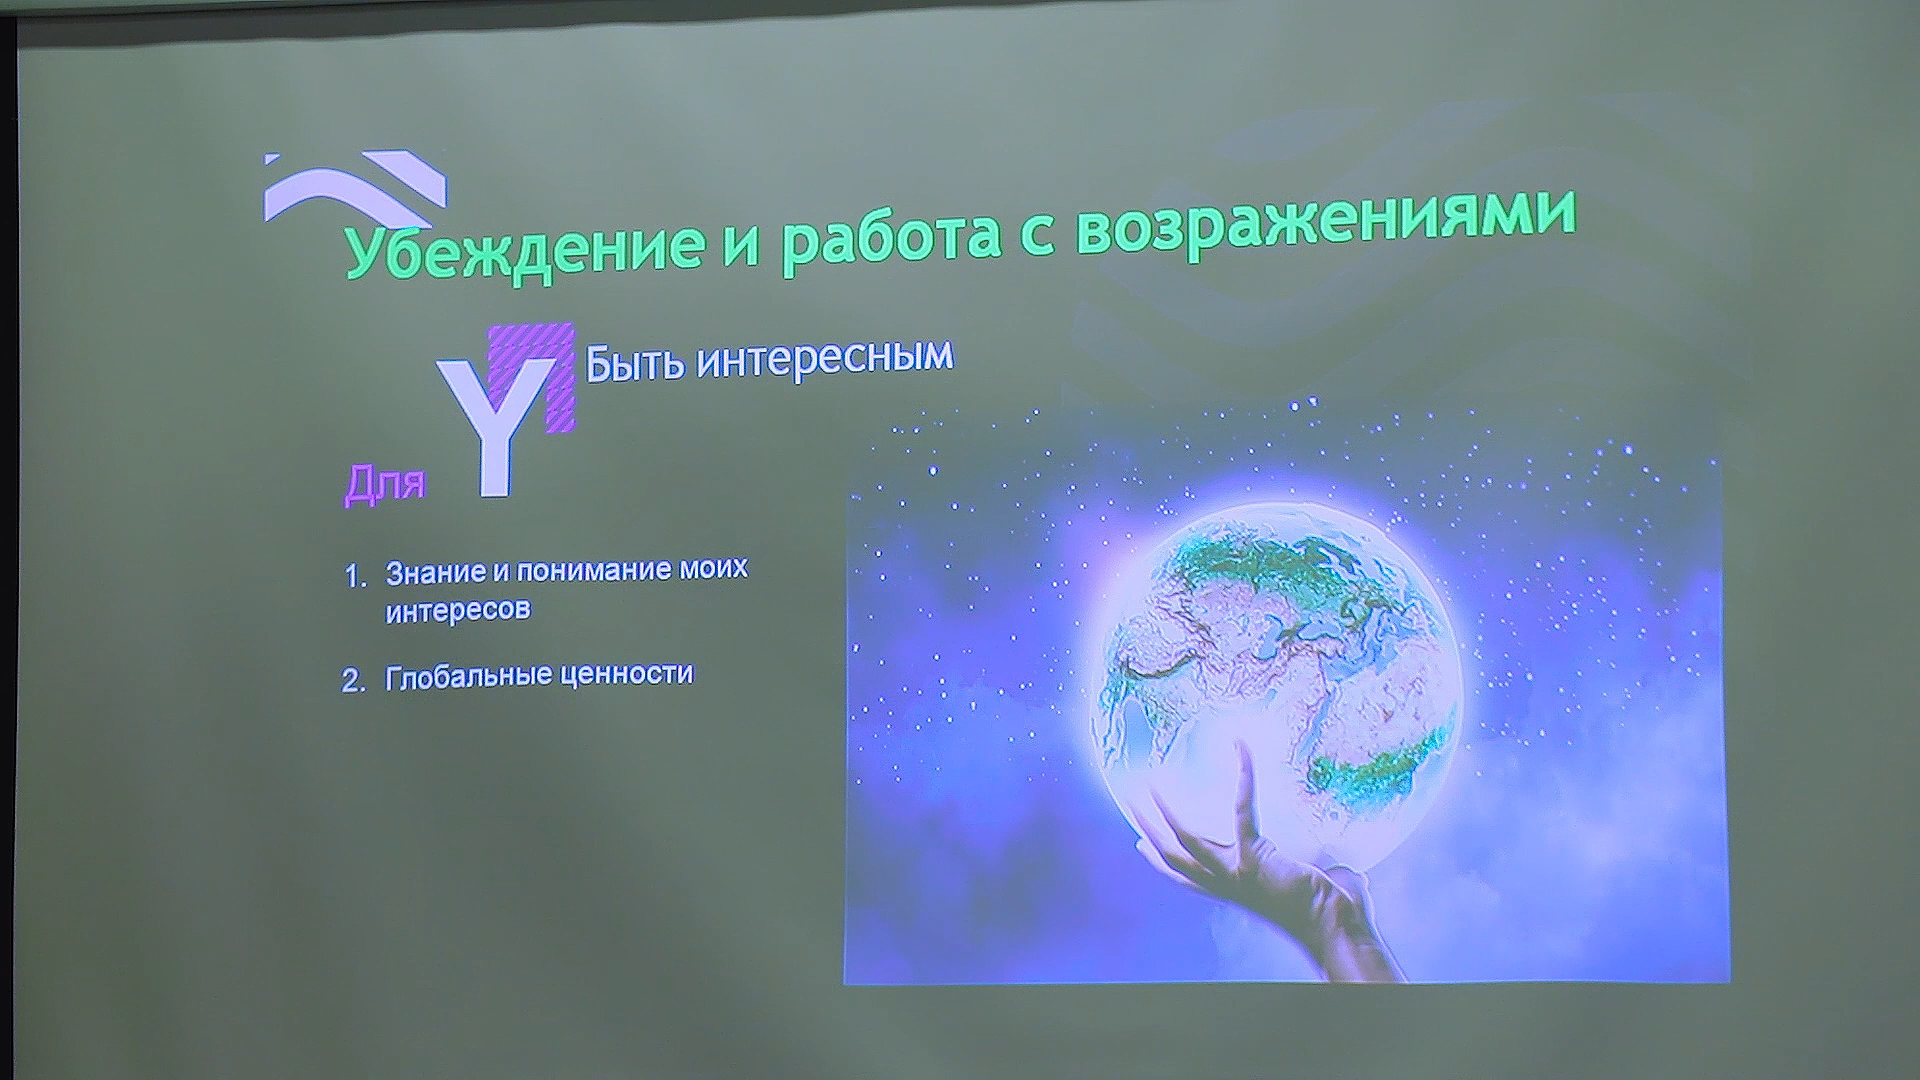 Убеждение и работа с возражениями
Быть интересным
Для Y
1. Знание и понимание моих
интересов
2. Глобальные ценности